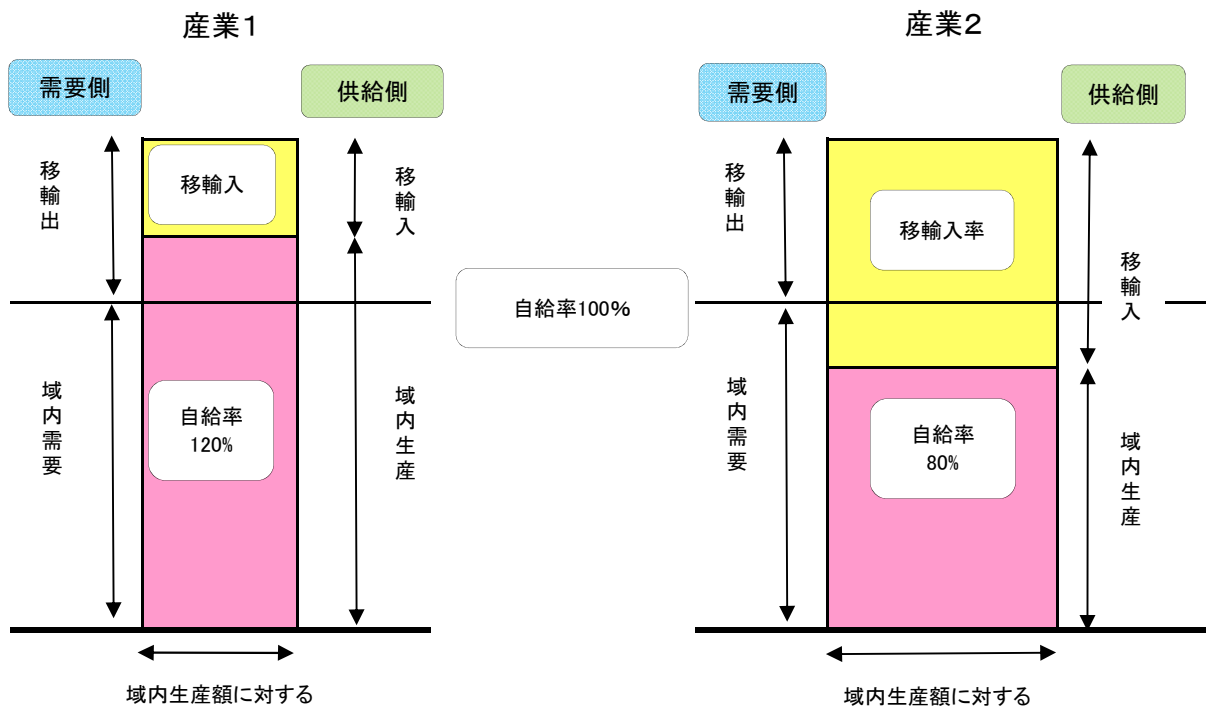 産業1
需要側
供給側
移輸出
移輸入
移輸入
域内需要
自給率
120%
域内生産
域内生産額に対する
自給率100%
産業2
需要側
供給側
移輸出
移輸入率
移輸入
域内需要
自給率
80%
域内生産
域内生産額に対する